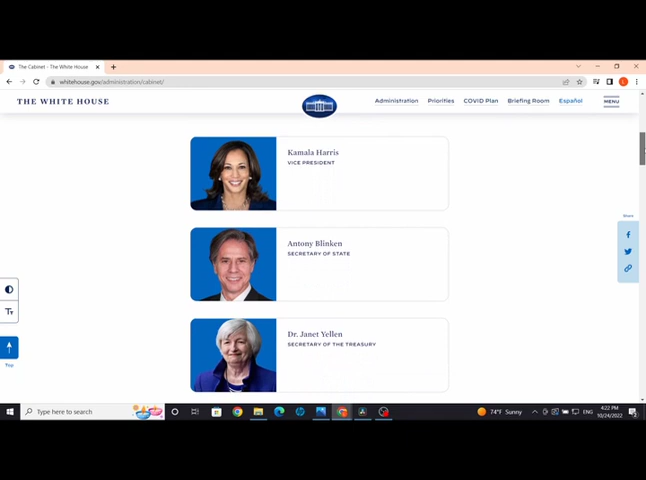 The Cabinet - The White House
whitehouse.gov/administration/cabinet/
THE WHITE HOUSE
Administration
Priorities
COVID Plan
Briefing Room
Español
MENU
Kamala Harris
VICE PRESIDENT
Antony Blinken
SECRETARY OF STATE
Share
Dr. Janet Yellen
SECRETARY OF THE TREASURY
Tт
Top
Type here to search
74°F Sunny
ENG
4:22 PM
10/24/2022